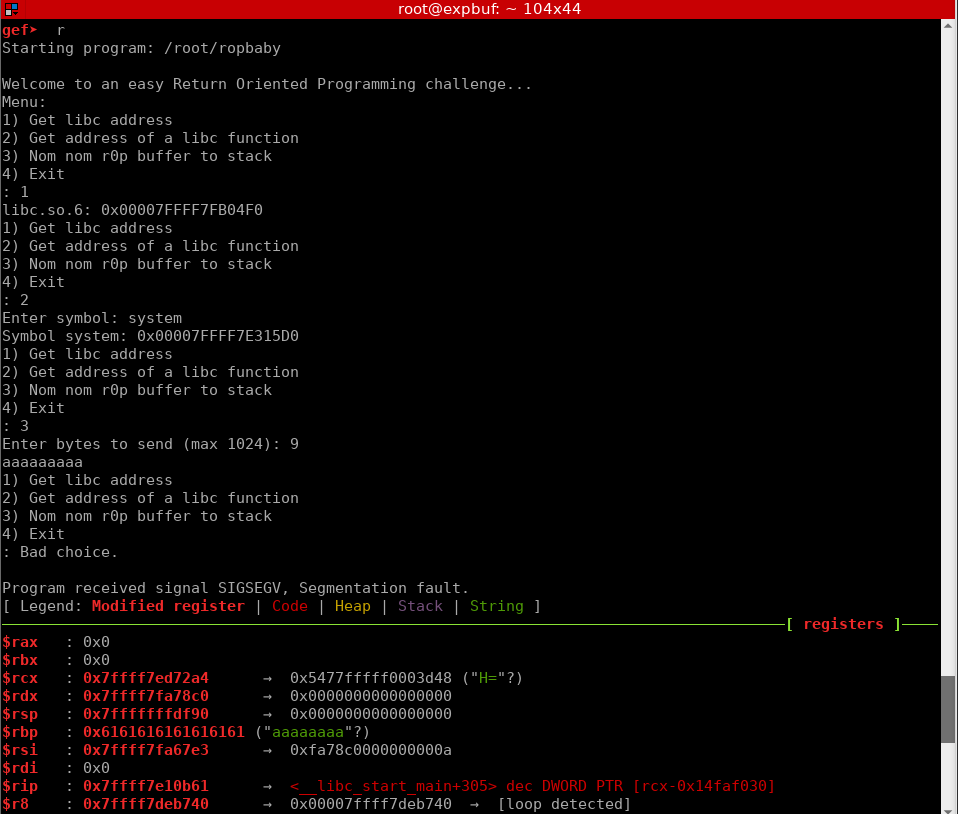 root@expbuf: ~ 104x44
gef➤  r
Starting program: /root/ropbaby
Welcome to an easy Return Oriented Programming challenge...
Menu:
1) Get libc address
2) Get address of a libc function
3) Nom nom r0p buffer to stack
4) Exit
: 1
libc.so.6: 0x00007FFFF7FB04F0
1) Get libc address
2) Get address of a libc function
3) Nom nom r0p buffer to stack
4) Exit
: 2
Enter symbol: system
Symbol system: 0x00007FFFF7E315D0
1) Get libc address
2) Get address of a libc function
3) Nom nom r0p buffer to stack
4) Exit
: 3
Enter bytes to send (max 1024): 9
aaaaaaaaa
1) Get libc address
2) Get address of a libc function
3) Nom nom r0p buffer to stack
4) Exit
: Bad choice.
Program received signal SIGSEGV, Segmentation fault.
[ Legend: Modified register | Code | Heap | Stack | String ]
[ registers ]
$rax   : 0x0
$rbx   : 0x0
$rcx   : 0x7ffff7ed72a4      →  0x5477fffff0003d48 ("H="?)
$rdx   : 0x7ffff7fa78c0      →  0x0000000000000000
$rsp   : 0x7fffffffdf90      →  0x0000000000000000
$rbp   : 0x6161616161616161 ("aaaaaaaa"?)
$rsi   : 0x7ffff7fa67e3      →  0xfa78c0000000000a
$rdi   : 0x0
$rip   : 0x7ffff7e10b61      →  <__libc_start_main+305> dec DWORD PTR [rcx-0x14faf030]
$r8    : 0x7ffff7deb740      →  0x00007ffff7deb740  →  [loop detected]